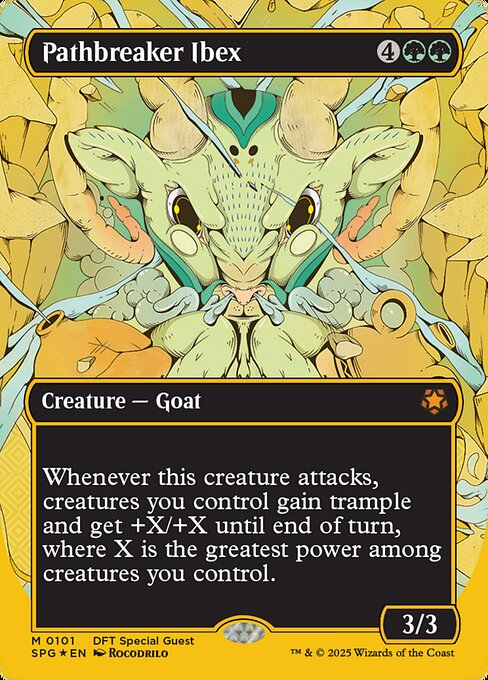 Pathbreaker Ibex
4
Creature — Goat
Whenever this creature attacks,
creatures you control gain trample
and get +X/+X until end of turn,
where X is the greatest power among
creatures you control.
3/3
M 0101 DFT Special Guest
SPG ★ EN Rocodrilo
™ & © 2025 Wizards of the Coast